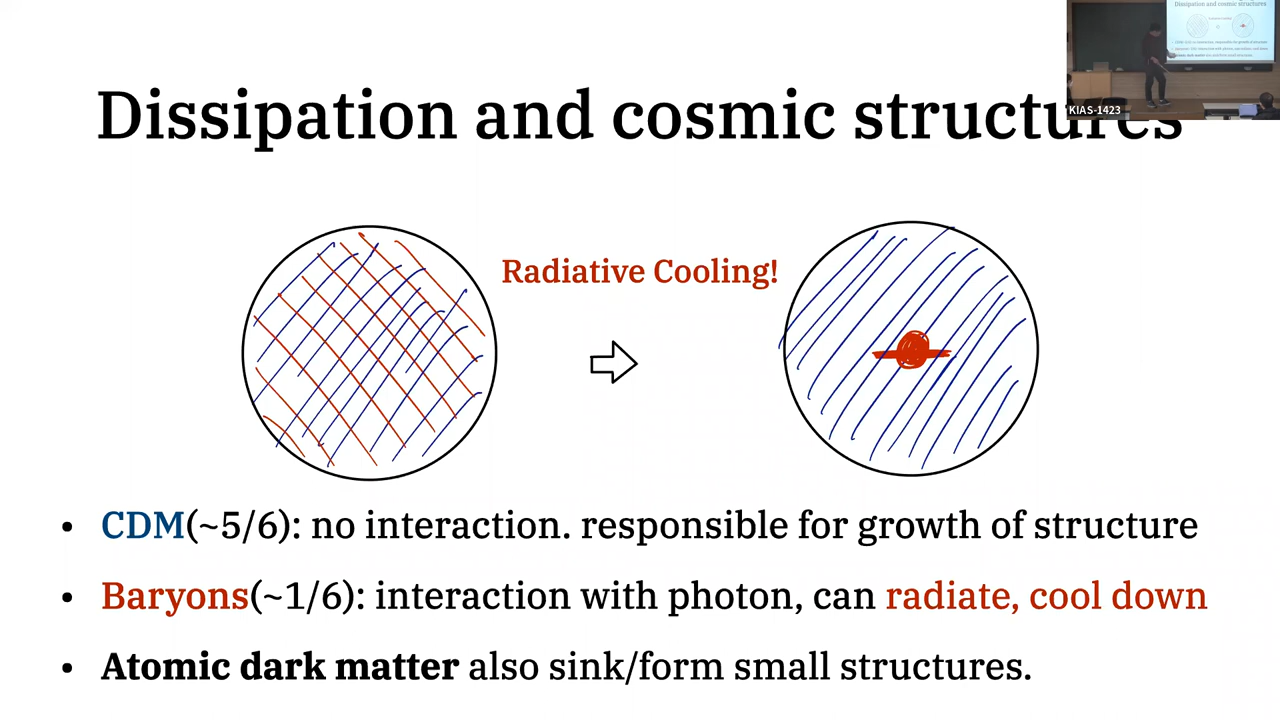 Dissipation and cosmic structures
KIAS-1423
Radiative Cooling!
• CDM(~5/6): no interaction. responsible for growth of structure
• Baryons(~1/6): interaction with photon, can radiate, cool down
• Atomic dark matter also sink/form small structures.